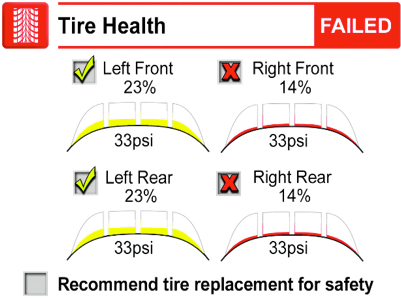 Tire Health FAILED
Left Front Right Front
23% 14%
33psi 33psi
Left Rear Right Rear
23% 14%
33psi 33psi
Recommend tire replacement for safety